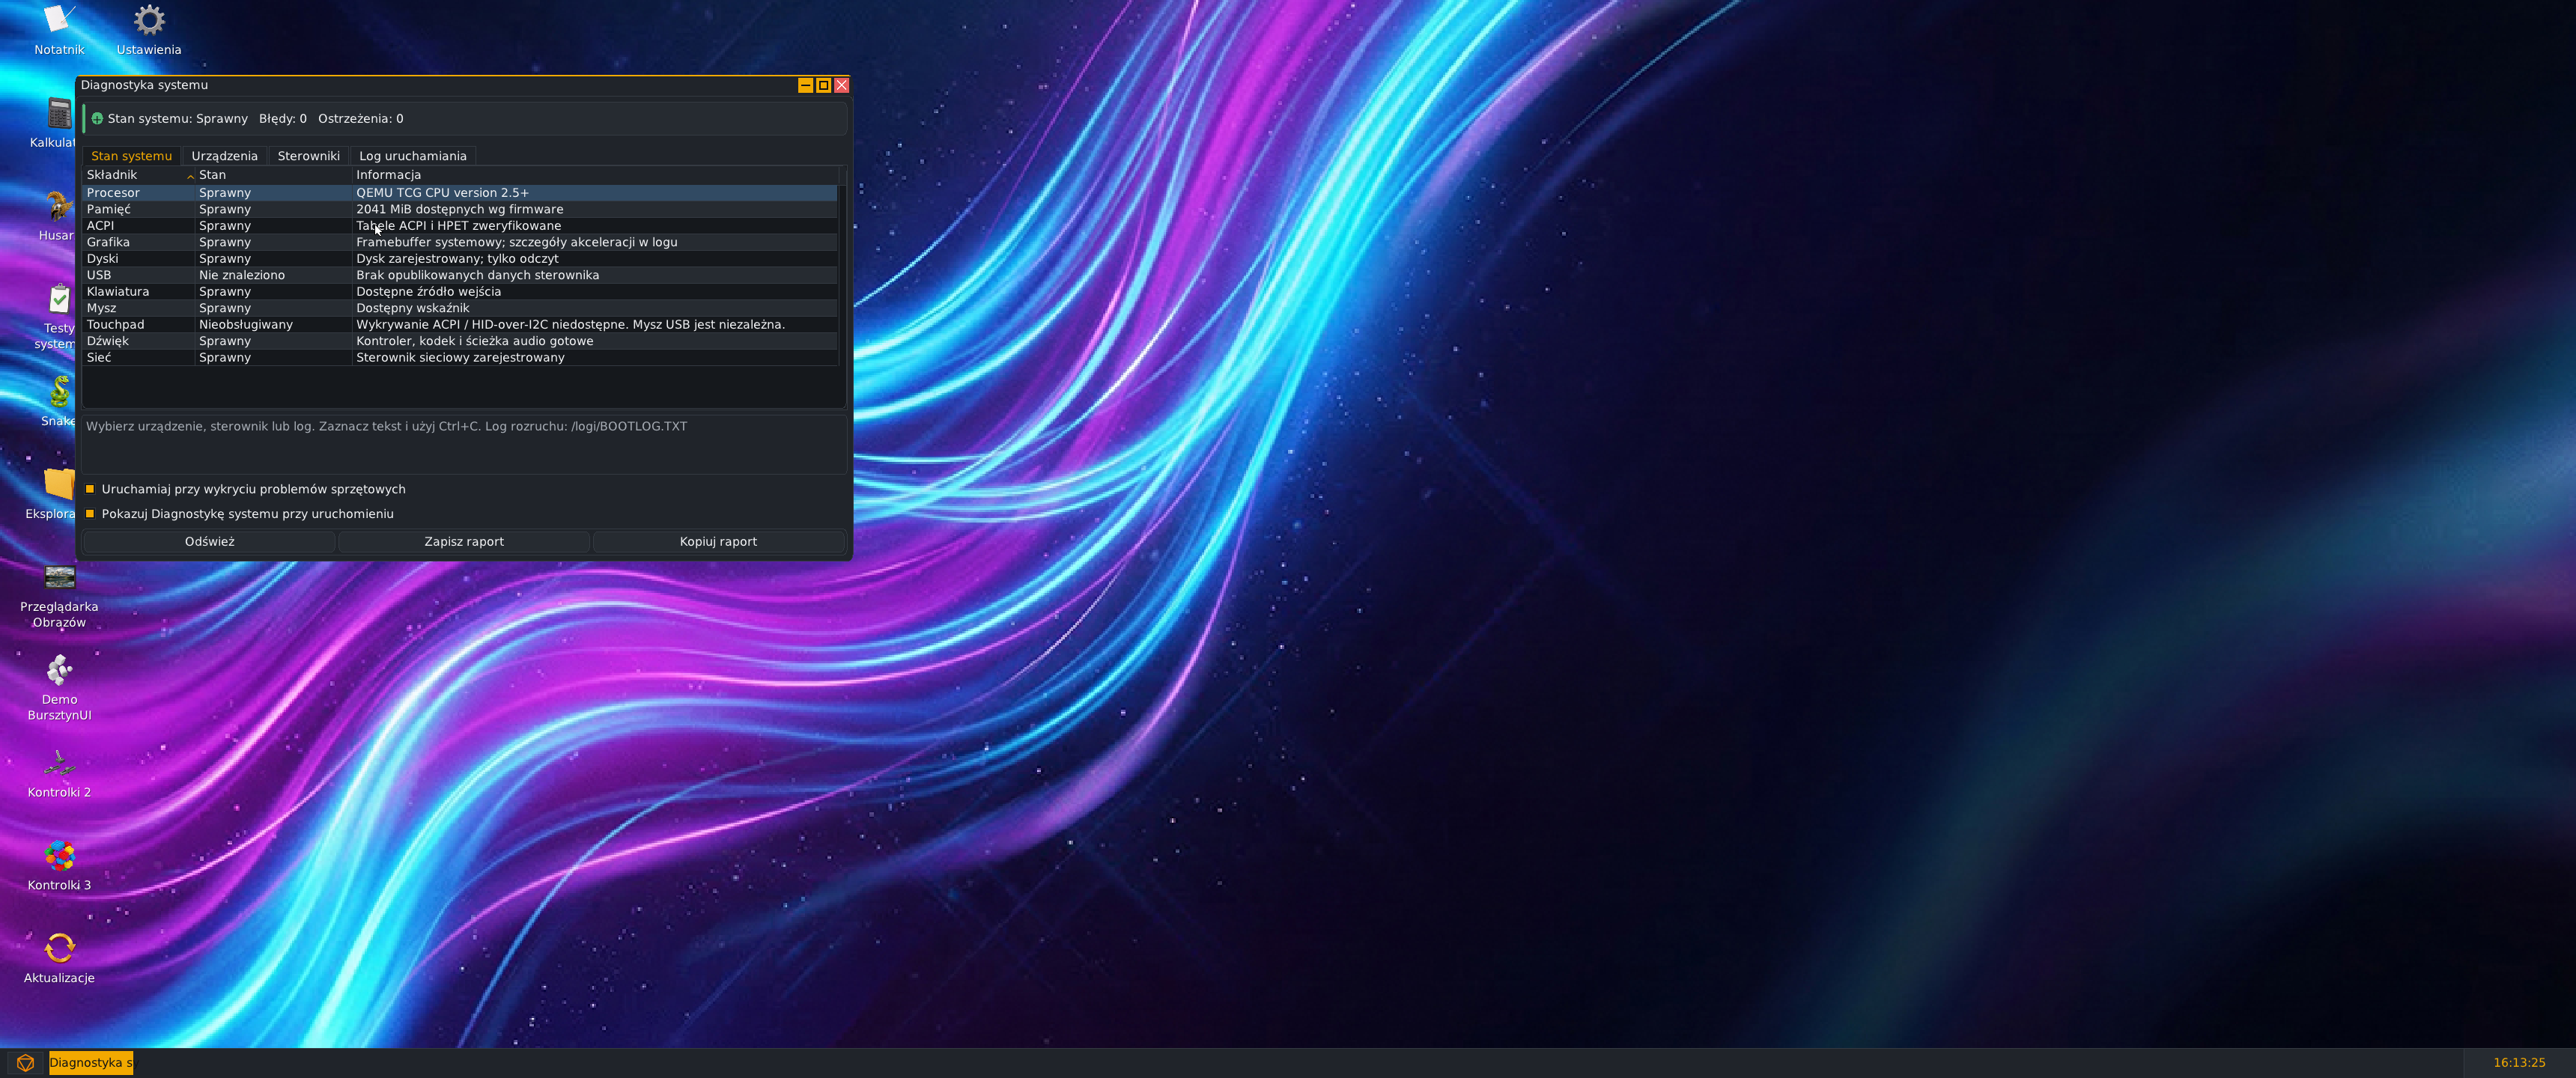 Notatnik
Ustawienia
Diagnostyka systemu
Stan systemu: Sprawny Błędy: 0 Ostrzeżenia: 0
Stan systemu Urządzenia Sterowniki Log uruchamiania
Składnik Stan Informacja
Procesor Sprawny QEMU TCG CPU version 2.5+
Pamięć Sprawny 2041 MiB dostępnych wg firmware
ACPI Sprawny Tabele ACPI i HPET zweryfikowane
Grafika Sprawny Framebuffer systemowy; szczegóły akceleracji w logu
Dyski Sprawny Dysk zarejestrowany; tylko odczyt
USB Nie znaleziono Brak opublikowanych danych sterownika
Klawiatura Sprawny Dostępne źródło wejścia
Mysz Sprawny Dostępny wskaźnik
Touchpad Nieobsługiwany Wykrywanie ACPI / HID-over-I2C niedostępne. Mysz USB jest niezależna.
Dźwięk Sprawny Kontroler, kodek i ścieżka audio gotowe
Sieć Sprawny Sterownik sieciowy zarejestrowany
Wybierz urządzenie, sterownik lub log. Zaznacz tekst i użyj Ctrl+C. Log rozruchu: /logi/BOOTLOG.TXT
Uruchamiaj przy wykryciu problemów sprzętowych
Pokazuj Diagnostykę systemu przy uruchomieniu
Odśwież Zapisz raport Kopiuj raport
Kalkulat
Husar
Testy
system
Snake
Eksplora
Przeglądarka
Obrazów
Demo
BursztynUI
Kontrolki 2
Kontrolki 3
Aktualizacje
Diagnostyka s
16:13:25